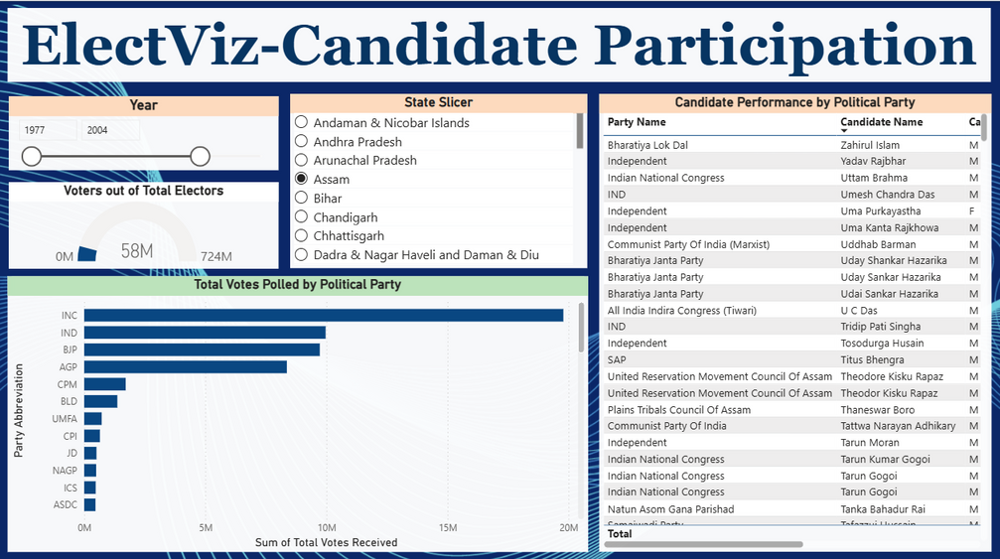 ElectViz-Candidate Participation
Year
1977 2004
Voters out of Total Electors
0M 58M 724M
State Slicer
Andaman & Nicobar Islands
Andhra Pradesh
Arunachal Pradesh
Assam
Bihar
Chandigarh
Chhattisgarh
Dadra & Nagar Haveli and Daman & Diu
Total Votes Polled by Political Party
Party Abbreviation
INC
IND
BJP
AGP
CPM
BLD
UMFA
CPI
JD
NAGP
ICS
ASDC
0M 5M 10M 15M 20M
Sum of Total Votes Received
Candidate Performance by Political Party
Party Name Candidate Name Ca
Bharatiya Lok Dal Zahirul Islam M
Independent Yadav Rajbhar M
Indian National Congress Uttam Brahma M
IND Umesh Chandra Das M
Independent Uma Purkayastha F
Independent Uma Kanta Rajkhowa M
Communist Party Of India (Marxist) Uddhab Barman M
Bharatiya Janta Party Uday Shankar Hazarika M
Bharatiya Janta Party Uday Sankar Hazarika M
Bharatiya Janta Party Udai Sankar Hazarika M
All India Indira Congress (Tiwari) U C Das M
IND Tridip Pati Singha M
Independent Tosodurga Husain M
SAP Titus Bhengra M
United Reservation Movement Council Of Assam Theodore Kisku Rapaz M
United Reservation Movement Council Of Assam Theodor Kisku Rapaz M
Plains Tribals Council Of Assam Thaneswar Boro M
Communist Party Of India Tattwa Narayan Adhikary M
Independent Tarun Moran M
Indian National Congress Tarun Kumar Gogoi M
Indian National Congress Tarun Gogoi M
Indian National Congress Tarun Gogoi M
Natun Asom Gana Parishad Tanka Bahadur Rai M
Total